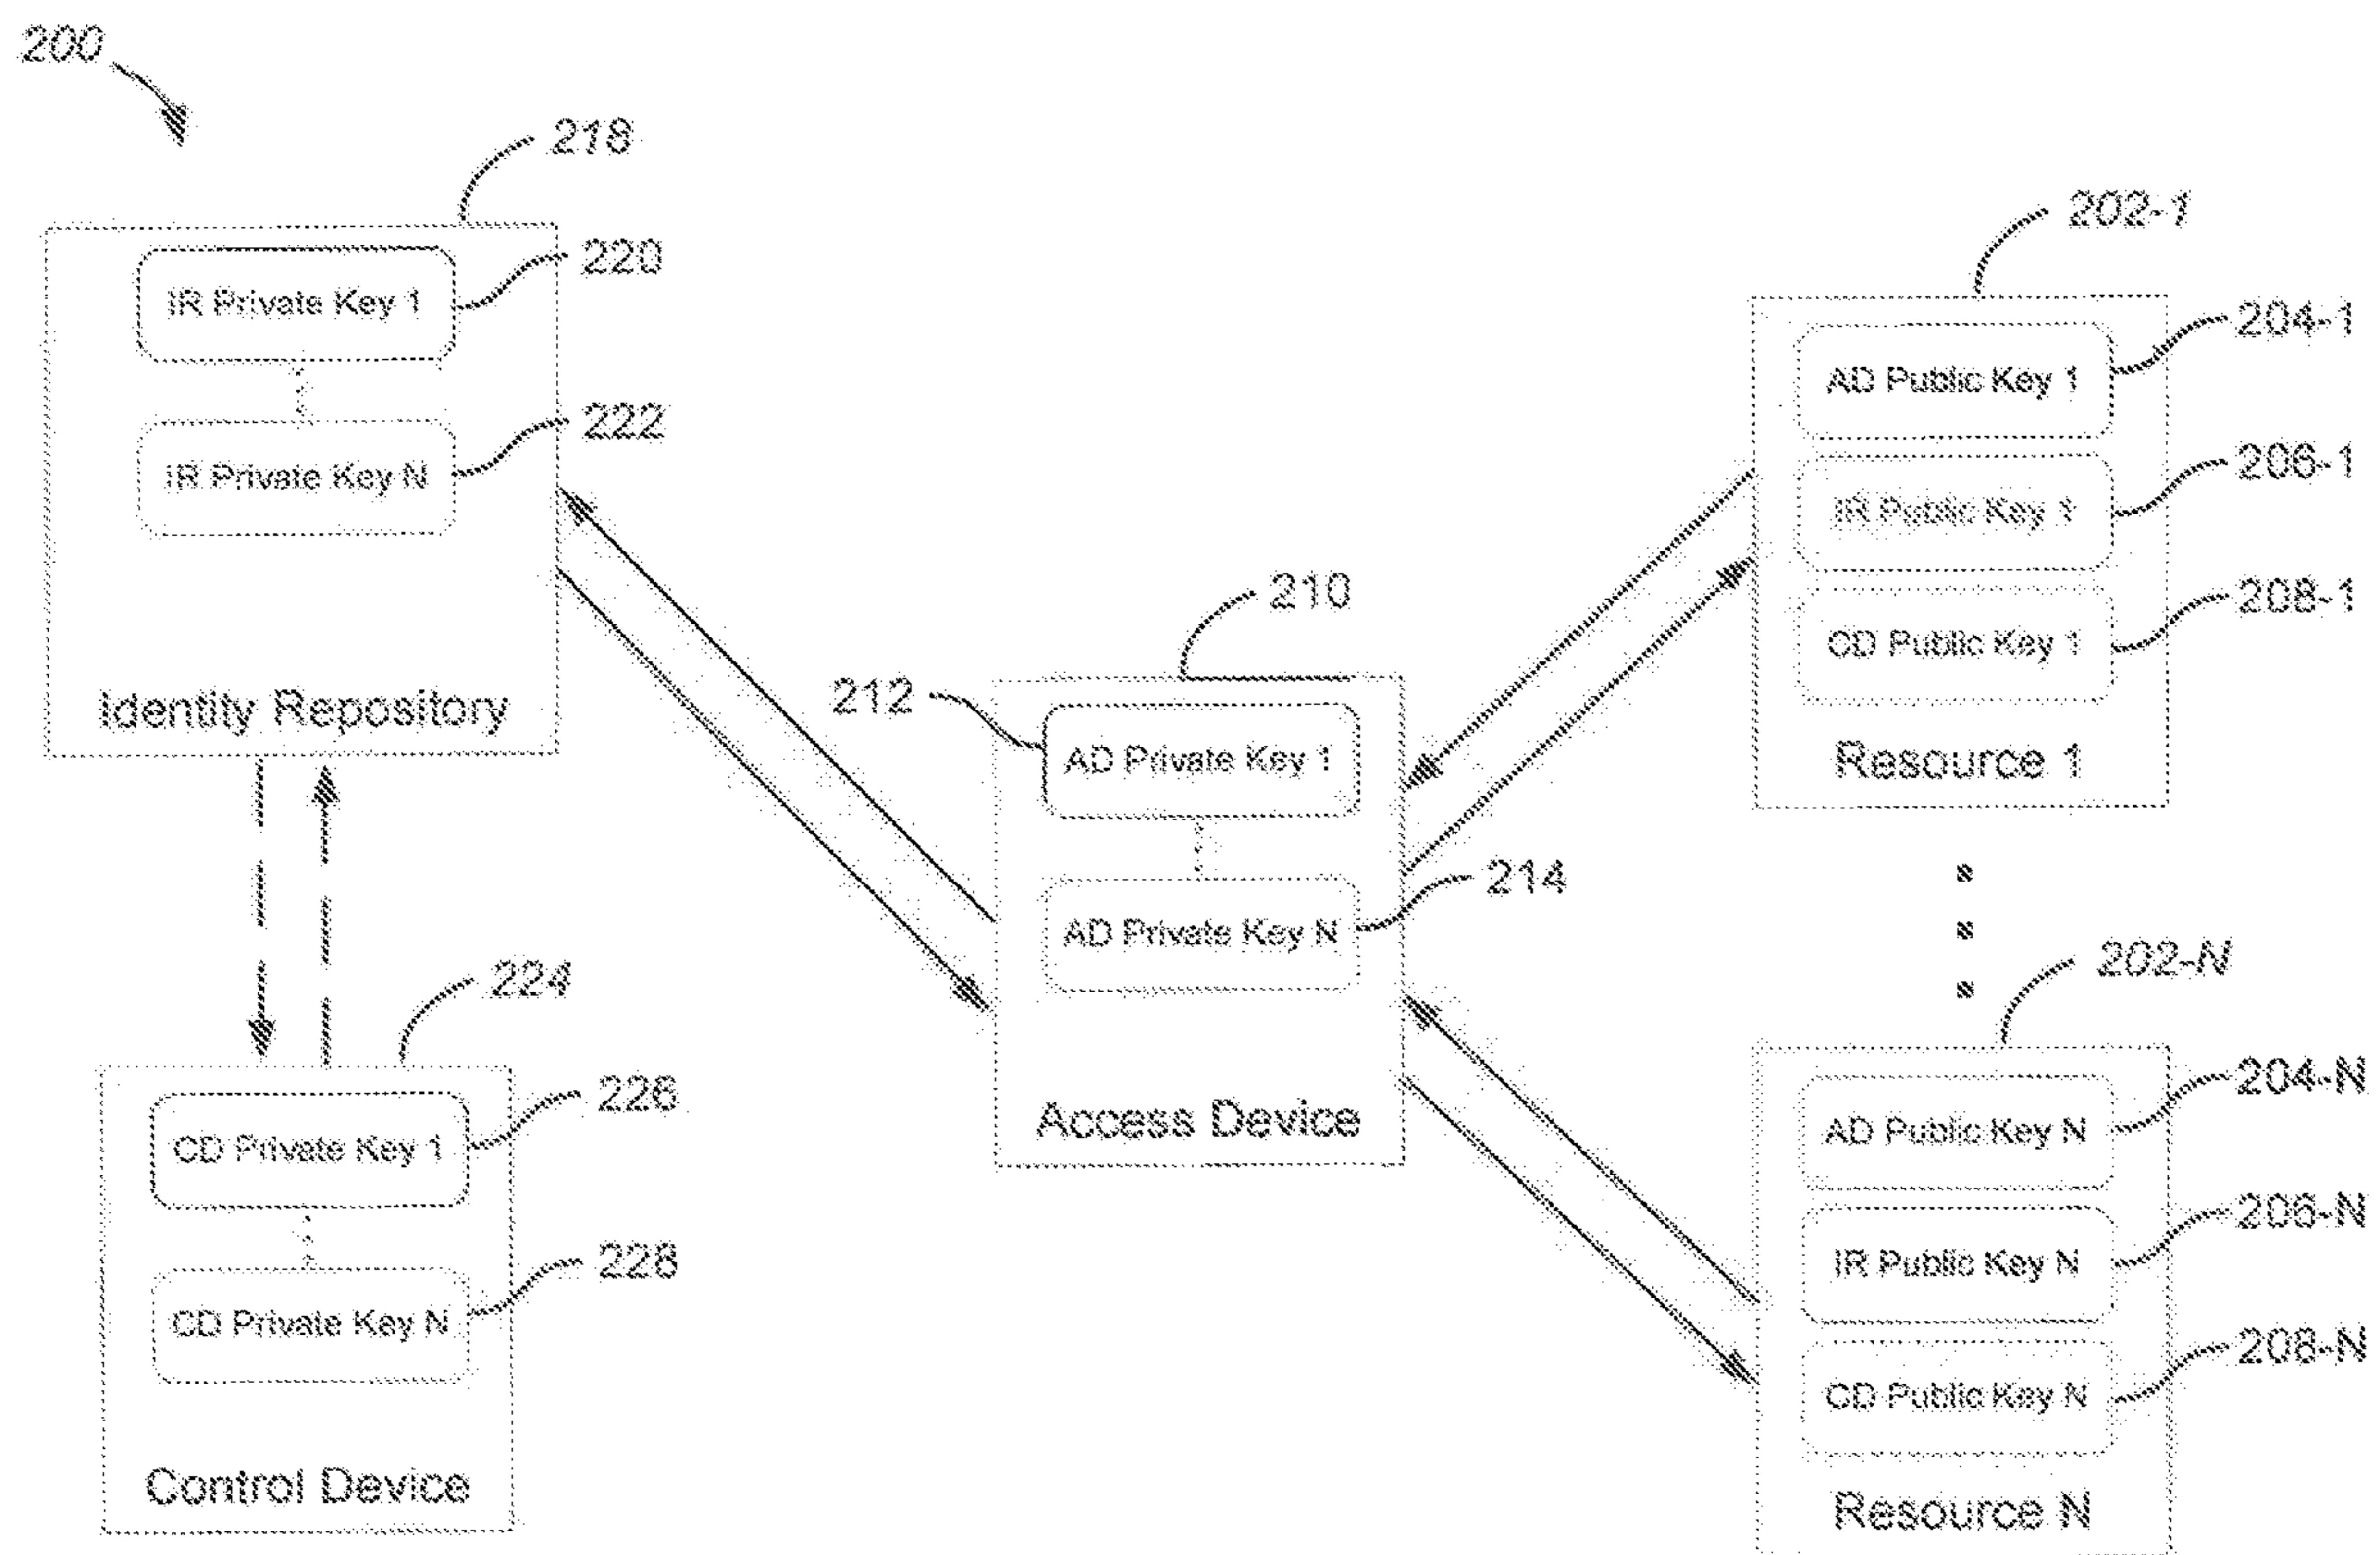 200
218
IR Private Key 1
220
IR Private Key N
222
Identity Repository
202-1
AD Public Key 1
204-1
IR Public Key 1
206-1
CD Public Key 1
208-1
Resource 1
210
212
AD Private Key 1
AD Private Key N
214
Access Device
224
CD Private Key 1
226
CD Private Key N
228
Control Device
202-N
AD Public Key N
204-N
IR Public Key N
206-N
CD Public Key N
208-N
Resource N